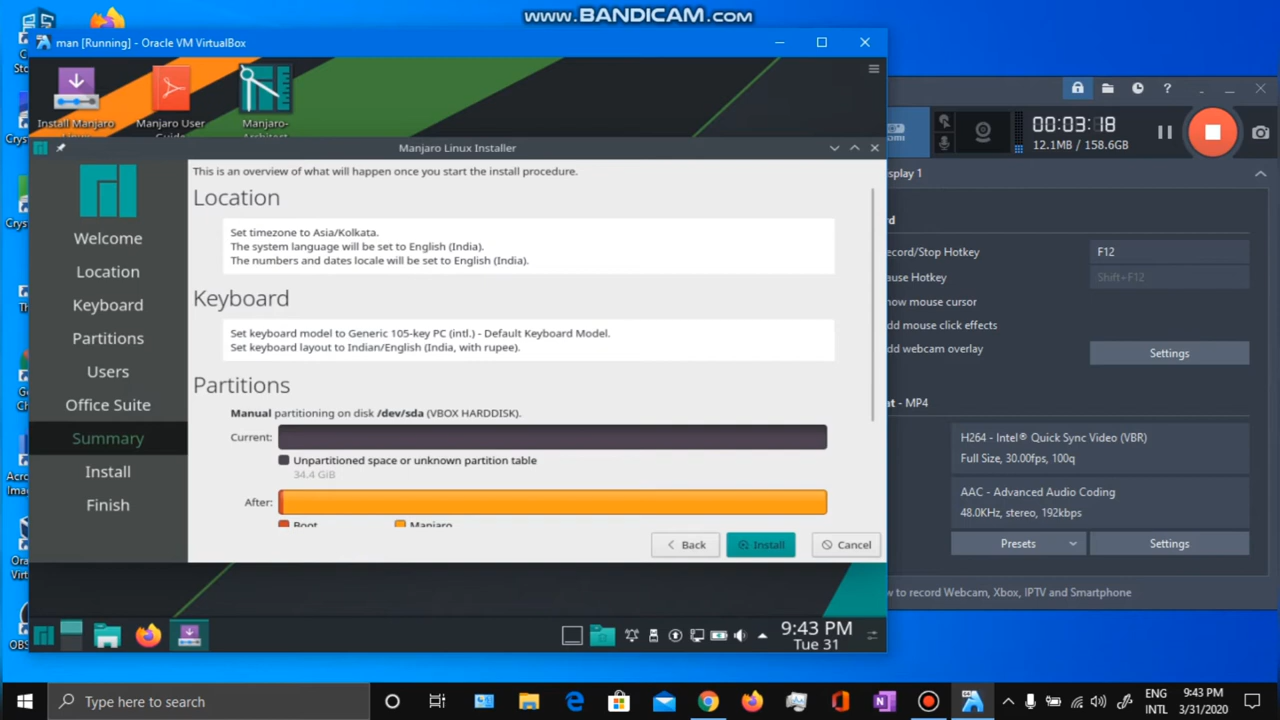 www.BANDICAM.com
man [Running] - Oracle VM VirtualBox
Install Manjaro
Manjaro User
Manjaro-
Manjaro Linux Installer
This is an overview of what will happen once you start the install procedure.
Welcome
Location
Keyboard
Partitions
Users
Office Suite
Summary
Install
Finish
Location
Set timezone to Asia/Kolkata.
The system language will be set to English (India).
The numbers and dates locale will be set to English (India).
Keyboard
Set keyboard model to Generic 105-key PC (intl.) - Default Keyboard Model.
Set keyboard layout to Indian/English (India, with rupee).
Partitions
Manual partitioning on disk /dev/sda (VBOX HARDDISK).
Current:
Unpartitioned space or unknown partition table
34.4 GiB
After:
Boot Manjaro
Back Install Cancel
9:43 PM
Tue 31
00:03:18
12.1MB / 158.6GB
splay 1
rd
ecord/Stop Hotkey F12
ause Hotkey Shift+F12
how mouse cursor
dd mouse click effects
dd webcam overlay Settings
at - MP4
H264 - Intel® Quick Sync Video (VBR)
Full Size, 30.00fps, 100q
AAC - Advanced Audio Coding
48.0KHz, stereo, 192kbps
Presets Settings
w to record Webcam, Xbox, IPTV and Smartphone
Type here to search
ENG
INTL
9:43 PM
3/31/2020